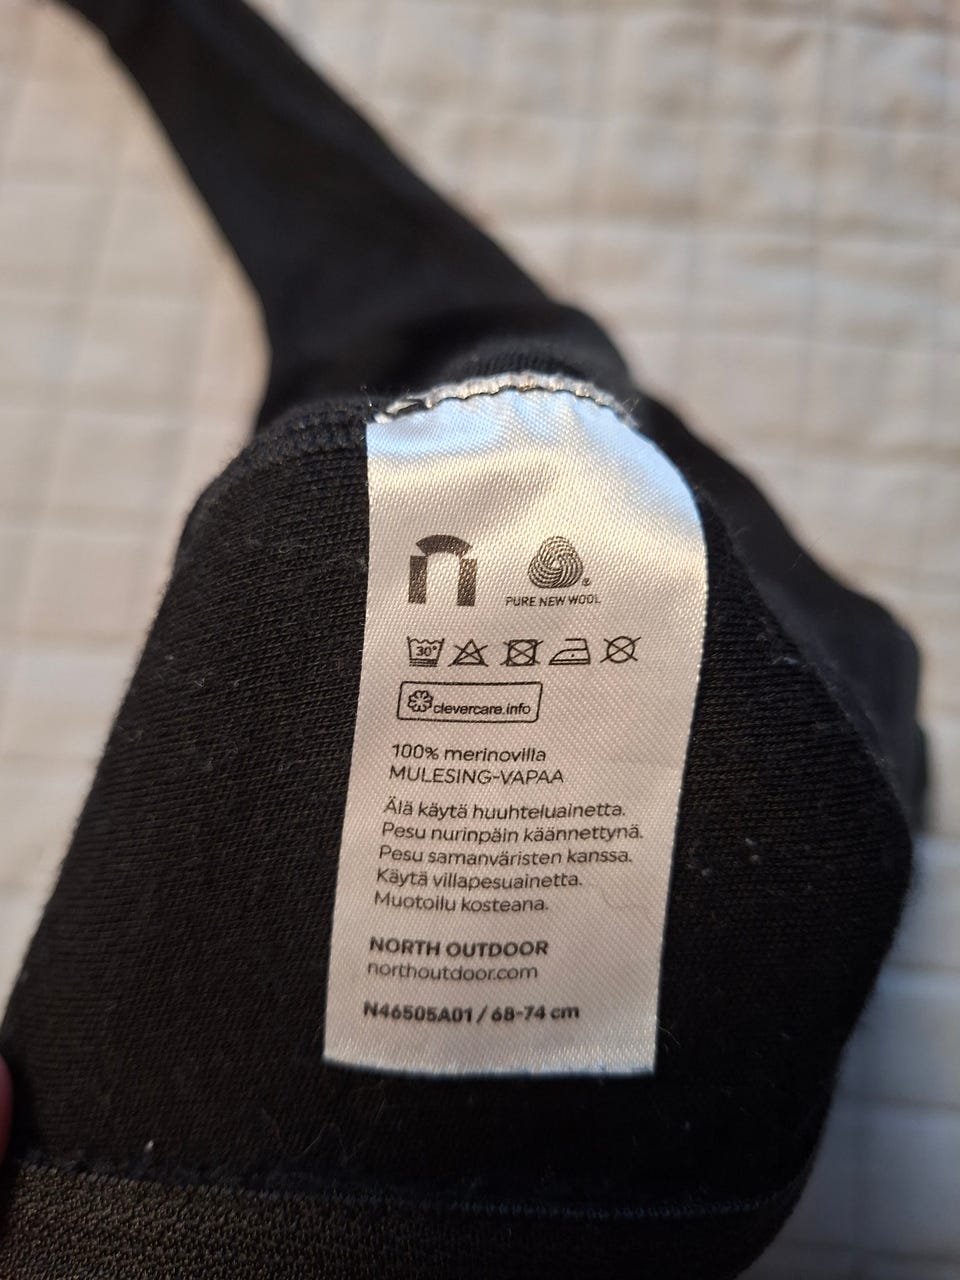 n
PURE NEW WOOL
30°
clevercare.info
100% merinovilla
MULESING-VAPAA
Älä käytä huuhteluainetta.
Pesu nurinpäin käännettynä.
Pesu samanväristen kanssa.
Käytä villapesuainetta.
Muotoilu kosteana.
NORTH OUTDOOR
northoutdoor.com
N46505A01 / 68-74 cm